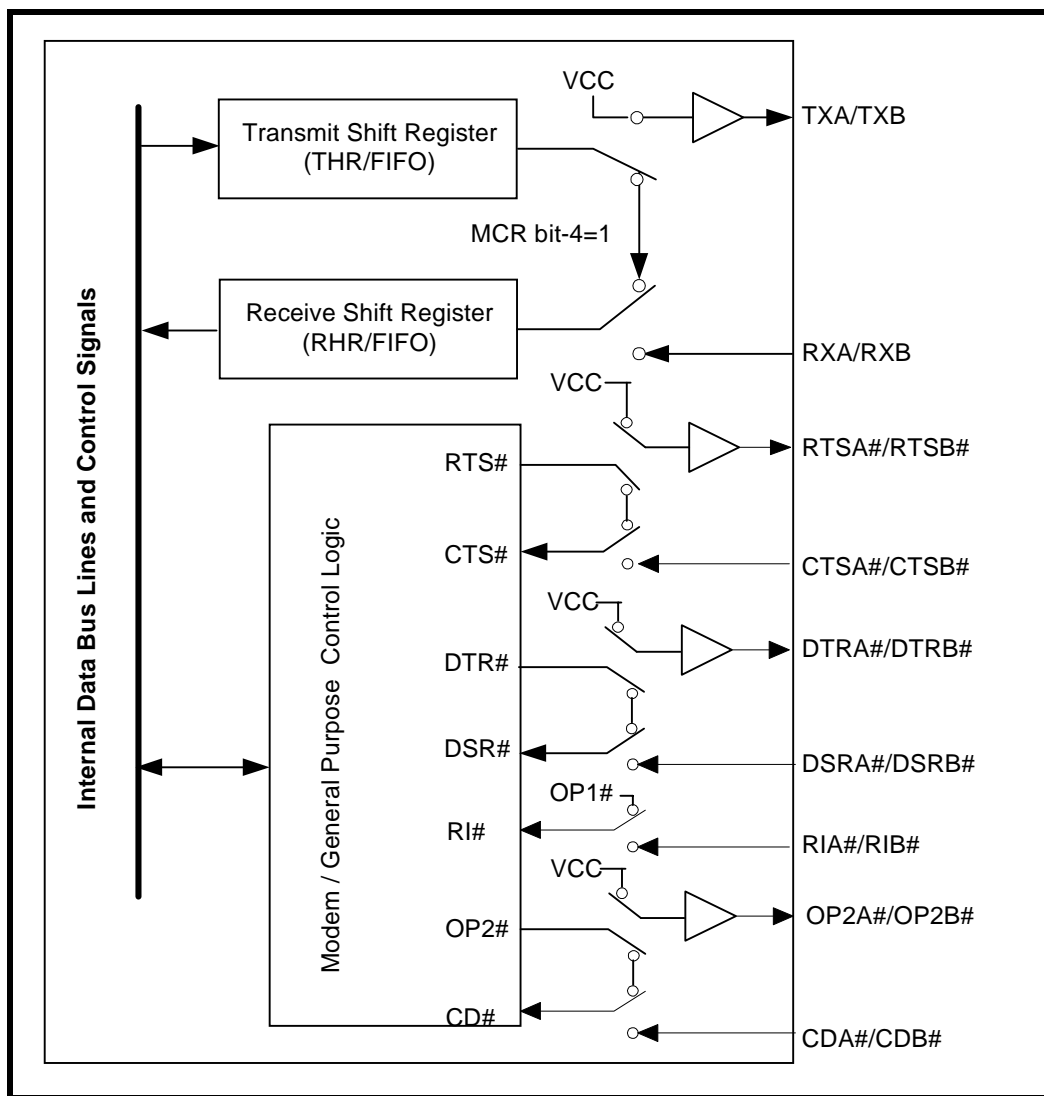 VCC
TXA/TXB
Transmit Shift Register
(THR/FIFO)
MCR bit-4=1
Receive Shift Register
(RHR/FIFO)
RXA/RXB
VCC
RTSA#/RTSB#
RTS#
CTS#
CTSA#/CTSB#
VCC
DTRA#/DTRB#
DTR#
DSR#
DSRA#/DSRB#
OP1#
RI#
RIA#/RIB#
VCC
OP2A#/OP2B#
OP2#
CD#
CDA#/CDB#
Internal Data Bus Lines and Control Signals
Modem / General Purpose Control Logic